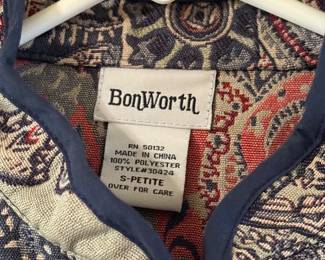 BonWorth
RN 50132
MADE IN CHINA
100% POLYESTER
STYLE#30424
S-PETITE
OVER FOR CARE